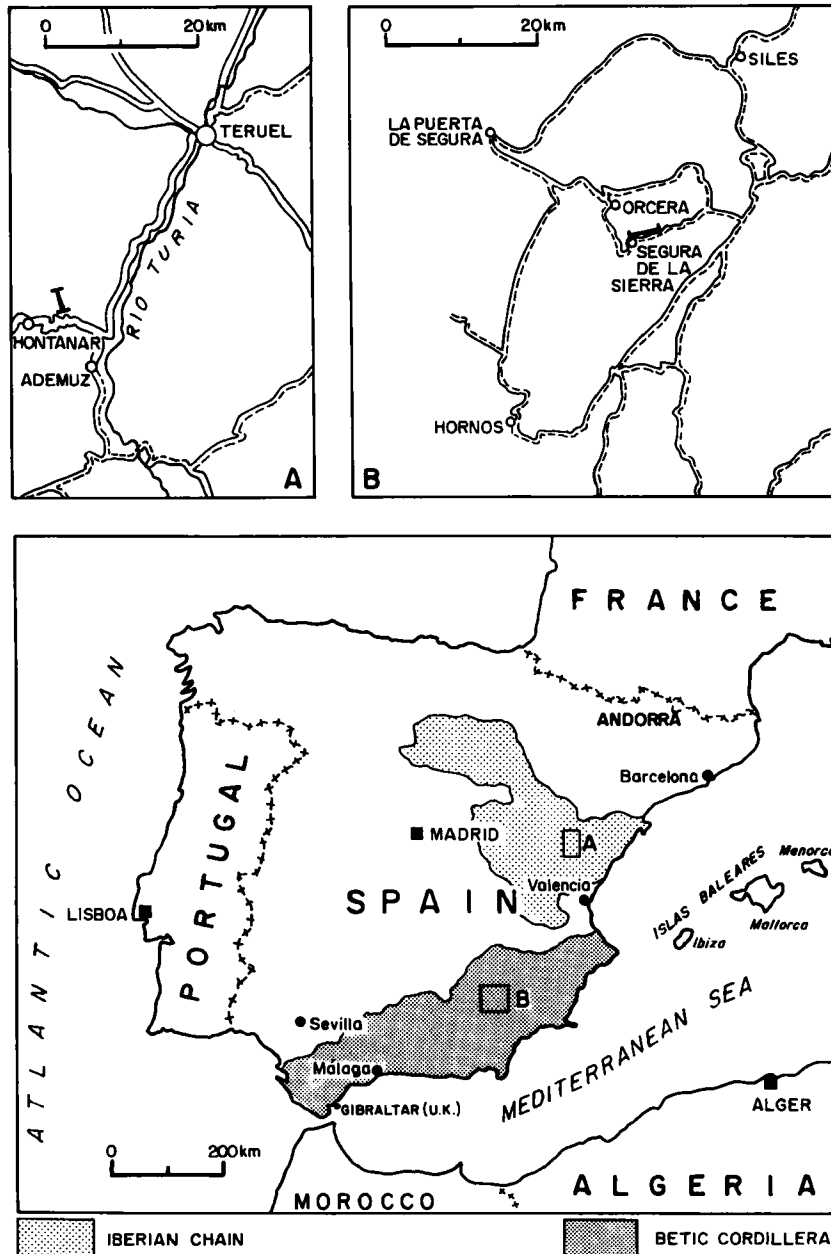 0 20km
TERUEL
RIO TURIA
HONTANAR
ADEMUZ
A
0 20km
SILES
LA PUERTA
DE SEGURA
ORCERA
SEGURA
DE LA
SIERRA
HORNOS
B
FRANCE
ATLANTIC OCEAN
ANDORRA
Barcelona
PORTUGAL
MADRID
A
Menorca
ISLAS BALEARES
Mallorca
Ibiza
SPAIN
Valencia
LISBOA
B
Sevilla
MEDITERRANEAN SEA
Málaga
GIBRALTAR (U.K.)
ALGER
0 200km
MOROCCO
ALGERIA
IBERIAN CHAIN
BETIC CORDILLERA